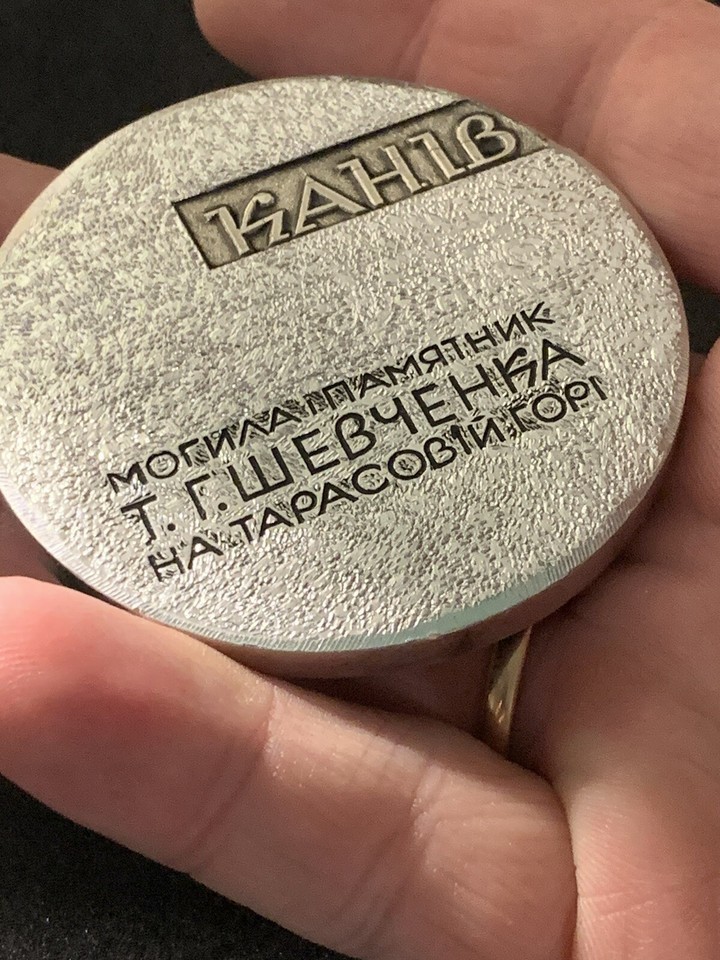 КАНІВ
МОГИЛА І ПАМЯТНИК
Т. Г. ШЕВЧЕНКА
НА ТАРАСОВІЙ ГОРІ